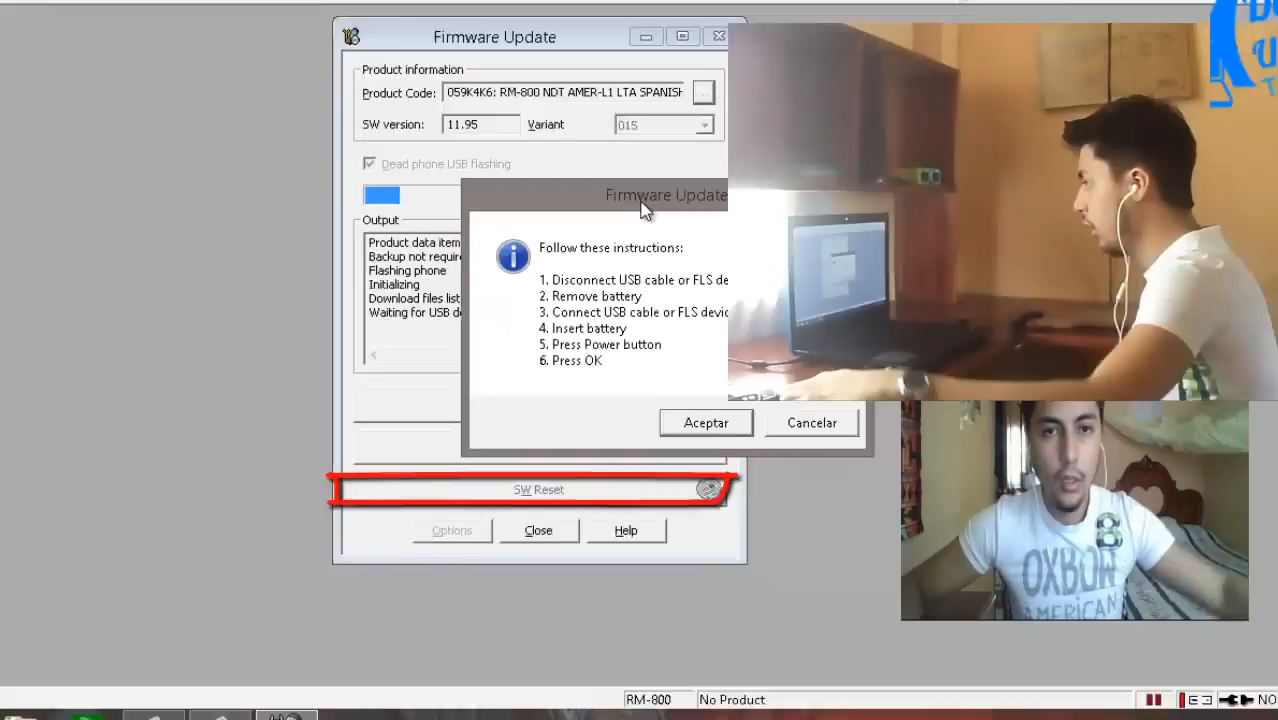 Firmware Update
Product information
Product Code: 059K4K6: RM-800 NDT AMER-L1 LTA SPANISH
...
SW version: 11.95 Variant 015
Dead phone USB flashing
Firmware Update
Output
Product data item
Backup not require
Flashing phone
Initializing
Download files list
Waiting for USB de
Follow these instructions:
1. Disconnect USB cable or FLS de
2. Remove battery
3. Connect USB cable or FLS devic
4. Insert battery
5. Press Power button
6. Press OK
Aceptar Cancelar
SW Reset
Options Close Help
8
OXBOW
AMERICAN
RM-800 No Product NO